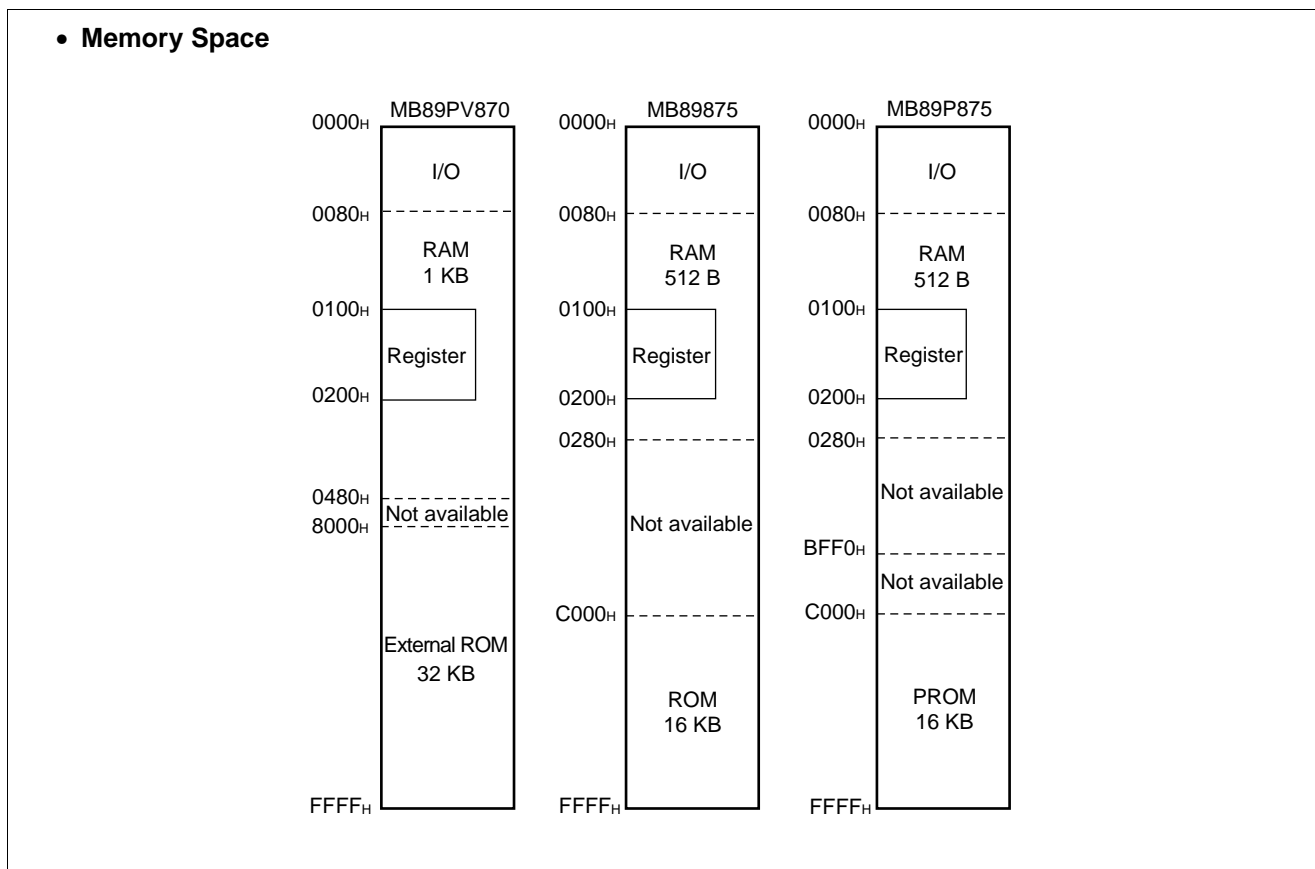 • Memory Space
MB89PV870
0000H
I/O
0080H
RAM
1 KB
0100H
Register
0200H
0480H
Not available
8000H
External ROM
32 KB
FFFFH
MB89875
0000H
I/O
0080H
RAM
512 B
0100H
Register
0200H
0280H
Not available
C000H
ROM
16 KB
FFFFH
MB89P875
0000H
I/O
0080H
RAM
512 B
0100H
Register
0200H
0280H
Not available
BFF0H
Not available
C000H
PROM
16 KB
FFFFH